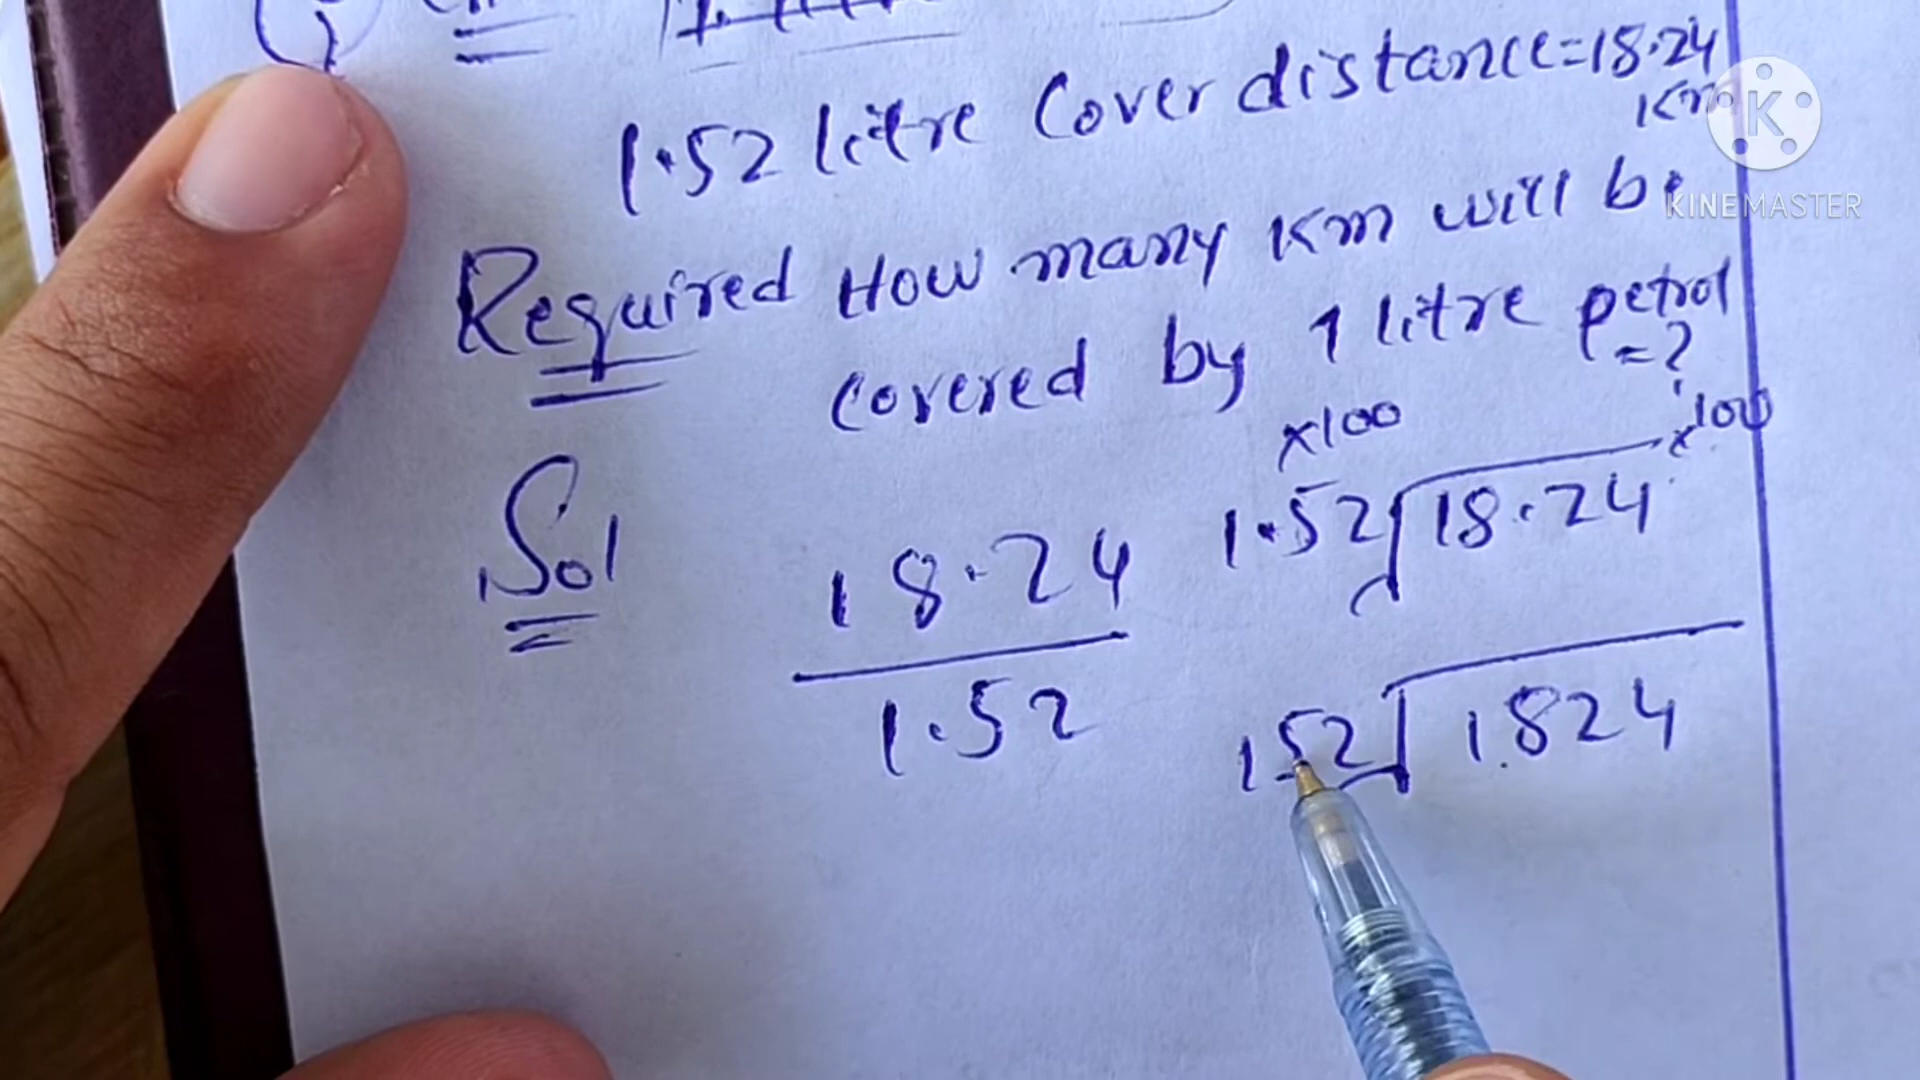 1.52 litre Cover distance=18.24
Km
Required How many Km will be
covered by 1 litre petrol
=?
×100 ×100
1.52 18.24
Sol
18.24
1.52
152 1824
K
KINEMASTER